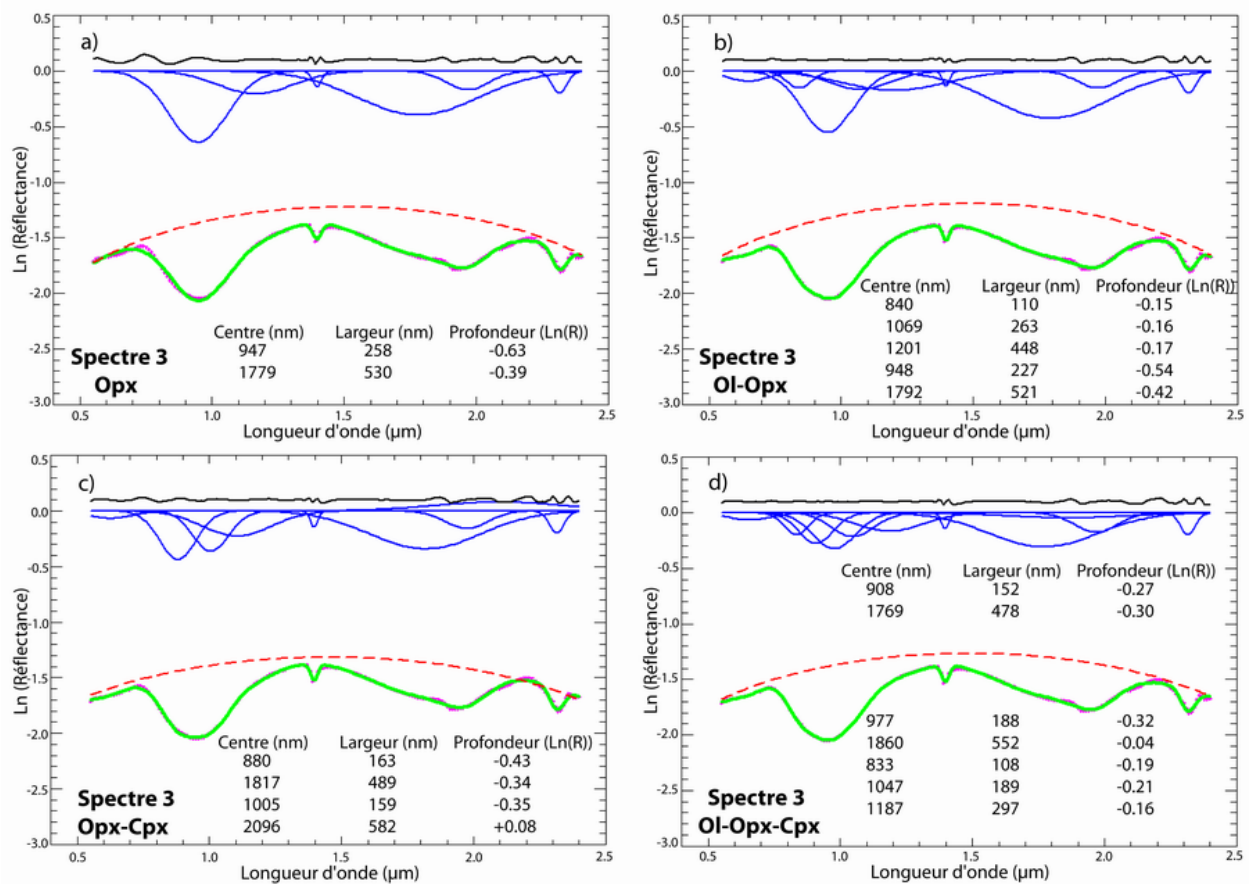 a)
0.5
0.0
-0.5
-1.0
-1.5
-2.0
-2.5
-3.0
Ln (Réflectance)
Centre (nm) Largeur (nm) Profondeur (Ln(R))
947 258 -0.63
1779 530 -0.39
Spectre 3
Opx
0.5 1.0 1.5 2.0 2.5
Longueur d'onde (µm)
b)
0.5
0.0
-0.5
-1.0
-1.5
-2.0
-2.5
-3.0
Ln (Réflectance)
Centre (nm) Largeur (nm) Profondeur (Ln(R))
840 110 -0.15
1069 263 -0.16
1201 448 -0.17
948 227 -0.54
1792 521 -0.42
Spectre 3
Ol-Opx
0.5 1.0 1.5 2.0 2.5
Longueur d'onde (µm)
c)
0.5
0.0
-0.5
-1.0
-1.5
-2.0
-2.5
-3.0
Ln (Réflectance)
Centre (nm) Largeur (nm) Profondeur (Ln(R))
880 163 -0.43
1817 489 -0.34
1005 159 -0.35
2096 582 +0.08
Spectre 3
Opx-Cpx
0.5 1.0 1.5 2.0 2.5
Longueur d'onde (µm)
d)
0.5
0.0
-0.5
-1.0
-1.5
-2.0
-2.5
-3.0
Ln (Réflectance)
Centre (nm) Largeur (nm) Profondeur (Ln(R))
908 152 -0.27
1769 478 -0.30
977 188 -0.32
1860 552 -0.04
833 108 -0.19
1047 189 -0.21
1187 297 -0.16
Spectre 3
Ol-Opx-Cpx
0.5 1.0 1.5 2.0 2.5
Longueur d'onde (µm)